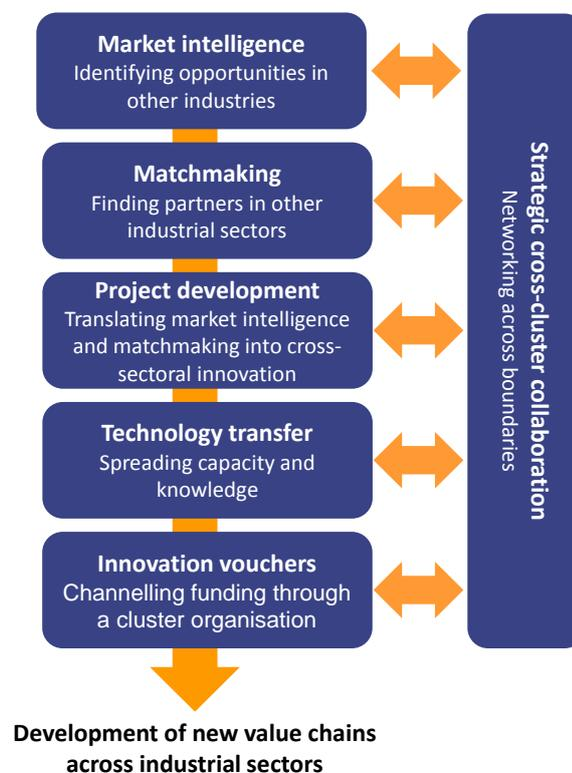 Market intelligence
Identifying opportunities in
other industries
Matchmaking
Finding partners in other
industrial sectors
Project development
Translating market intelligence
and matchmaking into cross-
sectoral innovation
Technology transfer
Spreading capacity and
knowledge
Innovation vouchers
Channelling funding through
a cluster organisation
Strategic cross-cluster collaboration
Networking across boundaries
Development of new value chains
across industrial sectors